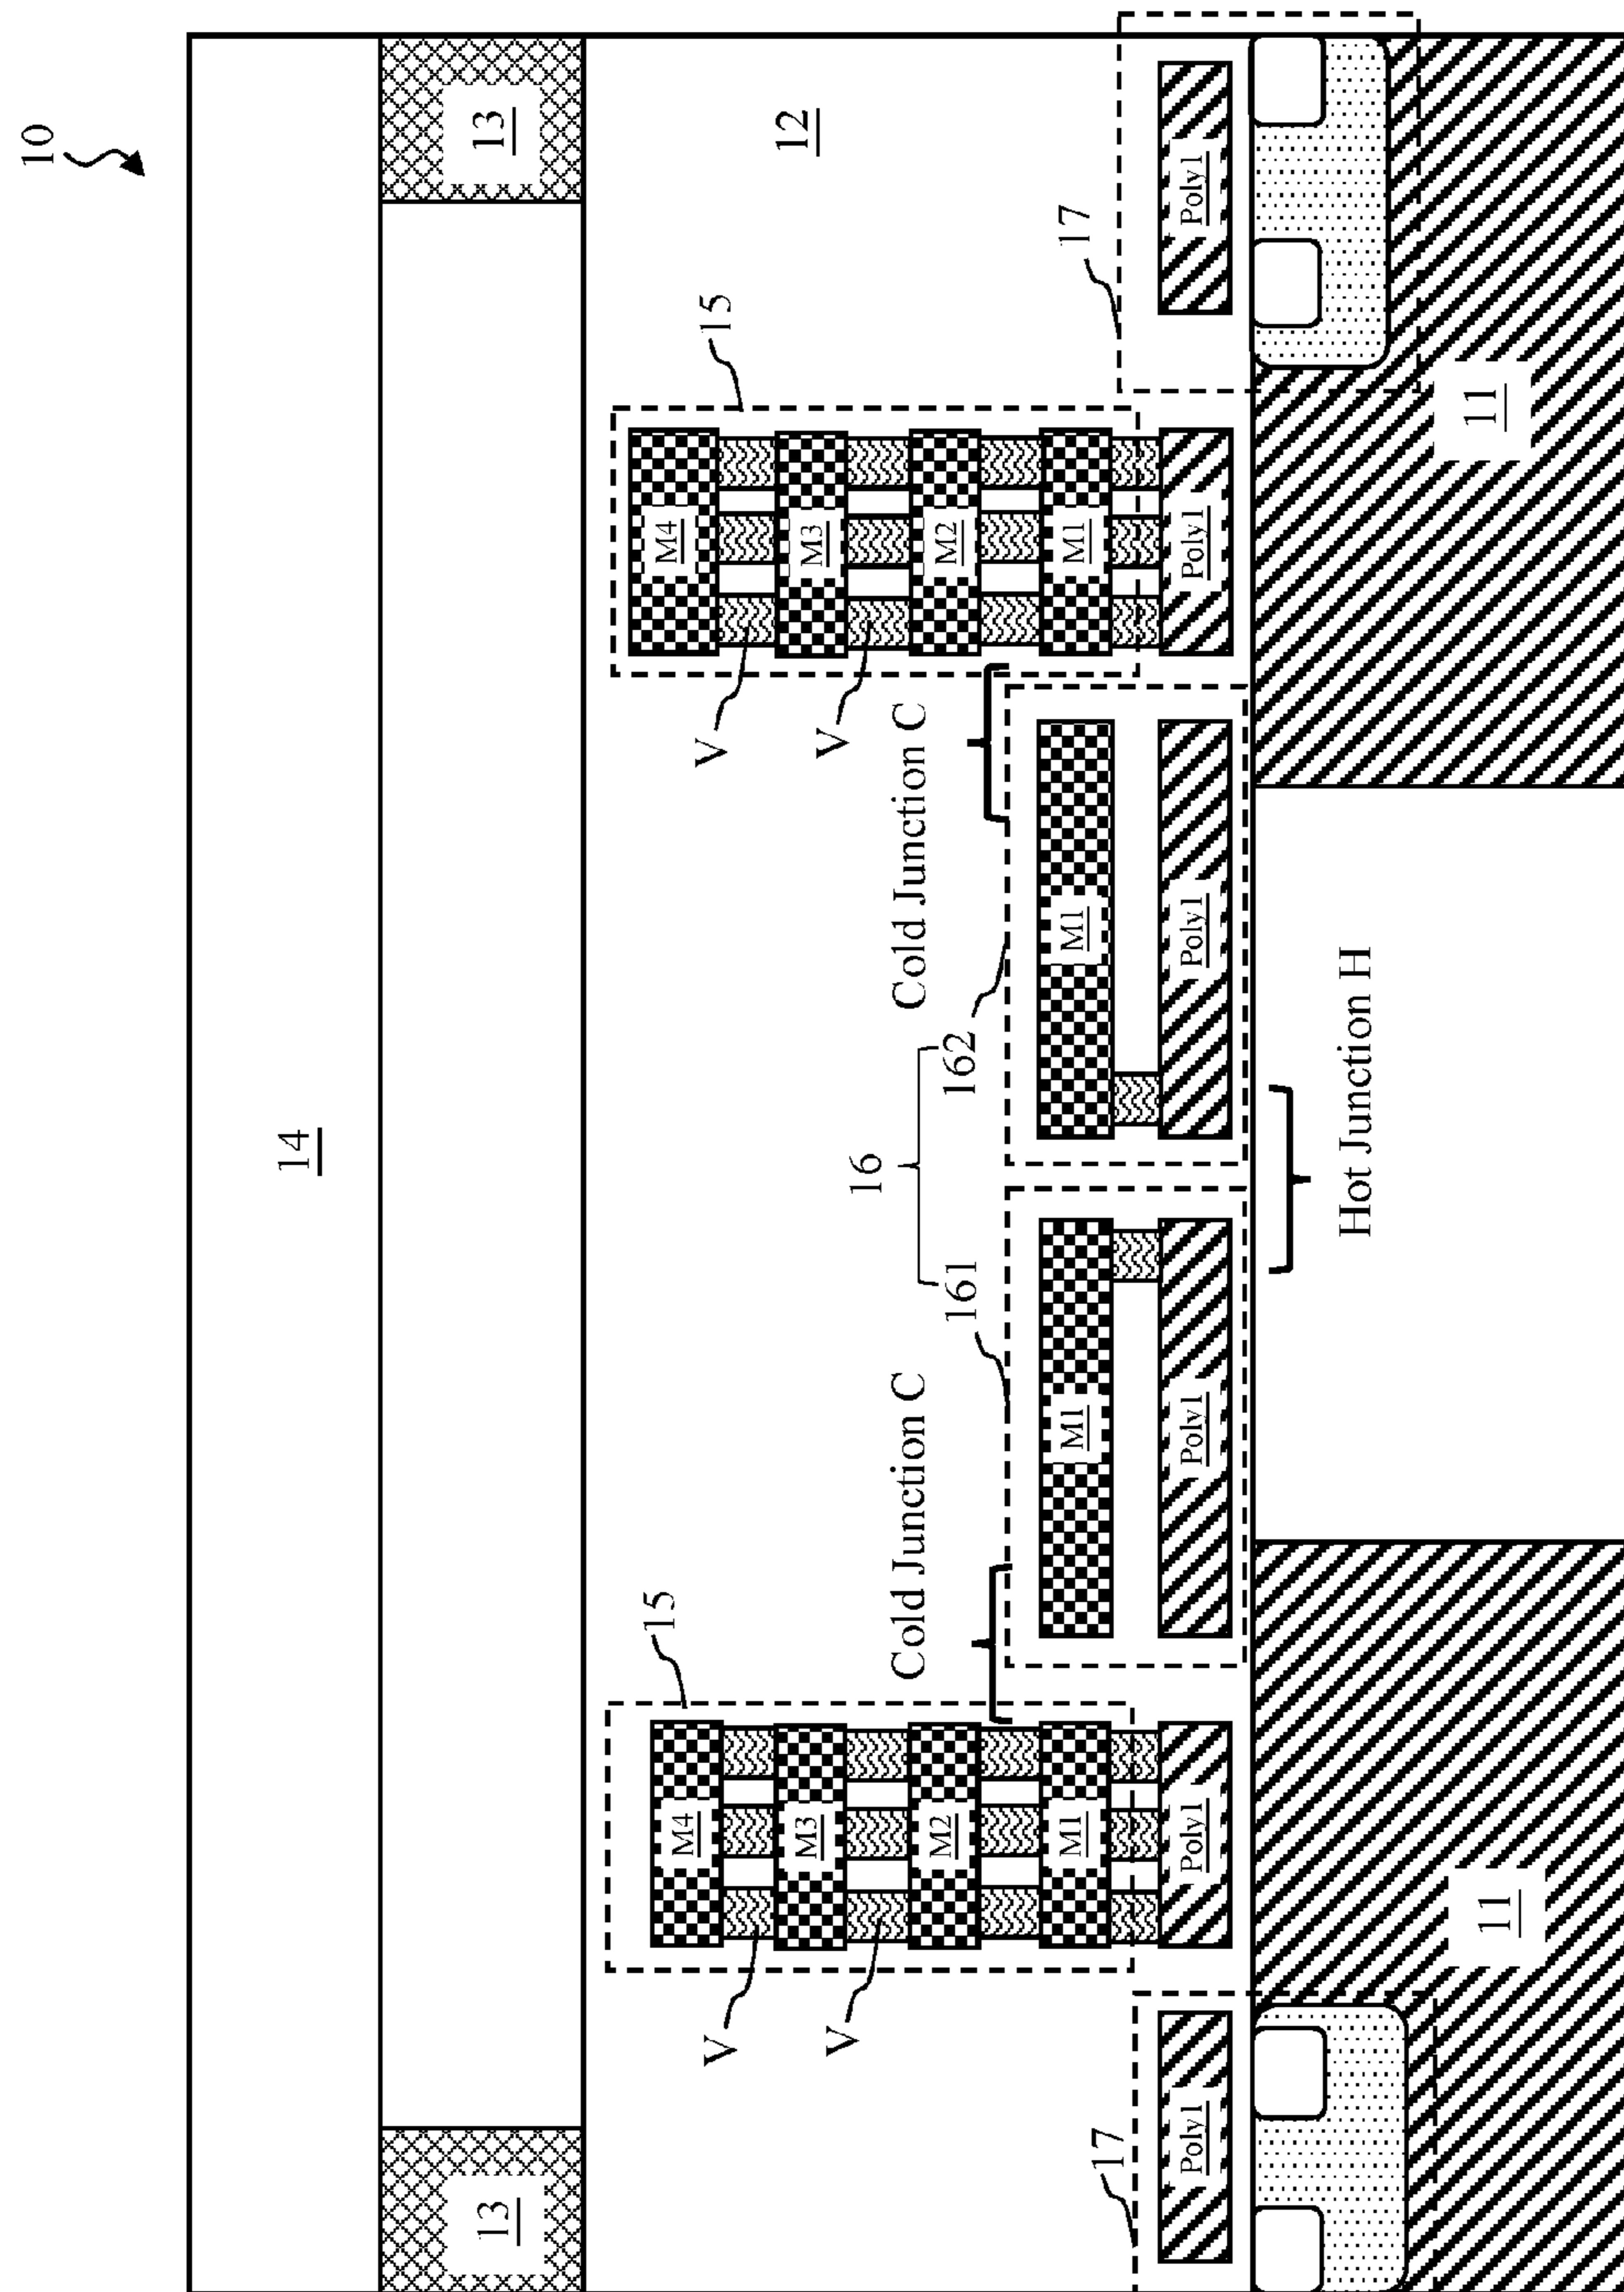 10
14
13 13
15 15
M4 M4
V V
12
M3 M3
V V
16
Cold Junction C Cold Junction C
M2 M2
161 162
M1 M1 M1 M1
17 17
Poly1 Poly1 Poly1 Poly1 Poly1 Poly1
Hot Junction H
11 11